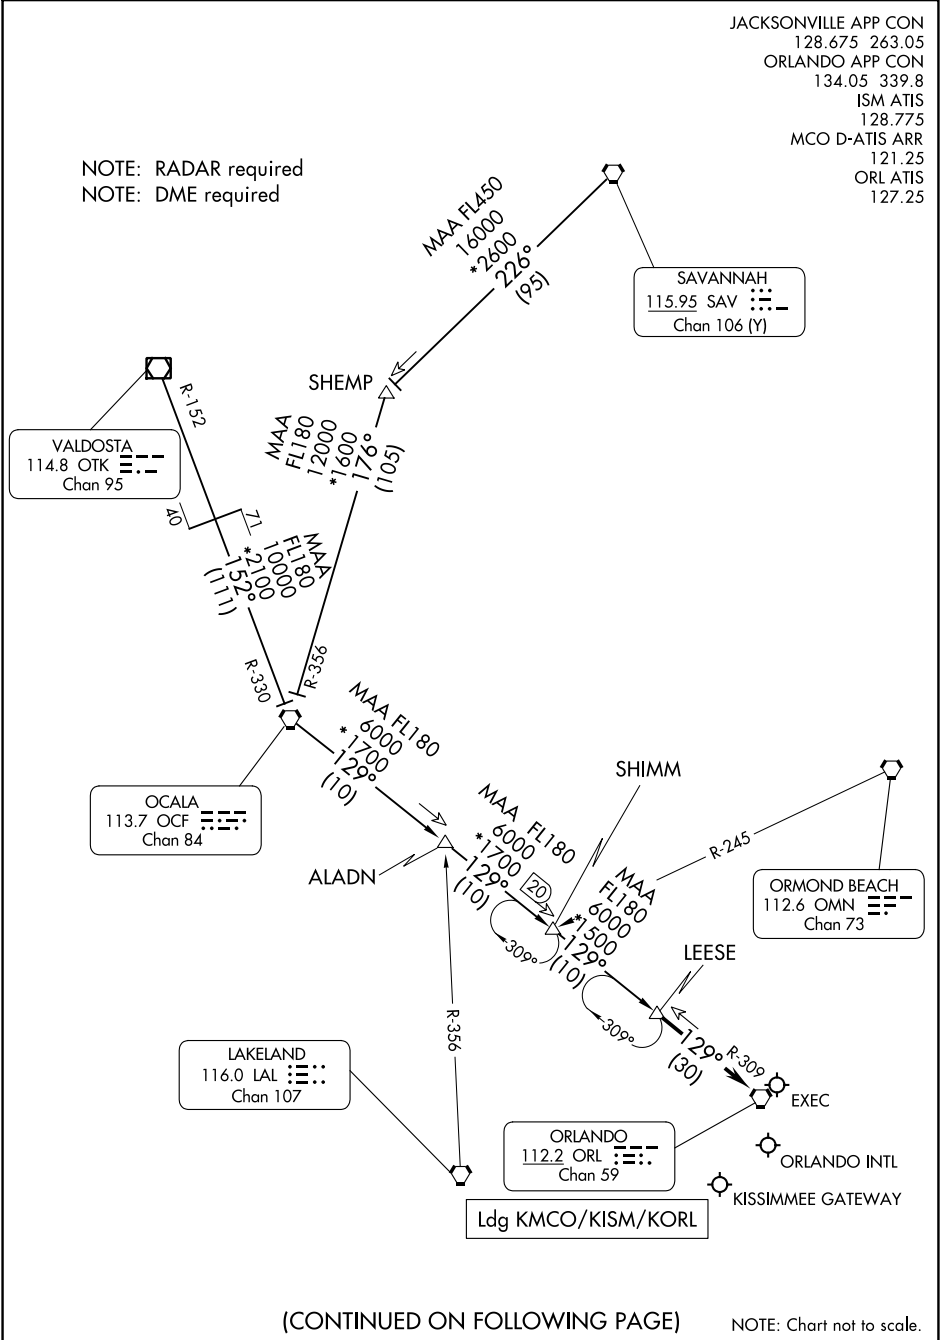 JACKSONVILLE APP CON
128.675 263.05
ORLANDO APP CON
134.05 339.8
ISM ATIS
128.775
MCO D-ATIS ARR
121.25
ORL ATIS
127.25
NOTE: RADAR required
NOTE: DME required
MAA FL450
16000
*2600
226°
(95)
SAVANNAH
115.95 SAV
Chan 106 (Y)
SHEMP
MAA
FL180
12000
*1600
176°
(105)
R-152
VALDOSTA
114.8 OTK
Chan 95
40
71
MAA
FL180
10000
*2100
152°
(111)
R-330
R-356
MAA FL180
6000
*1700
129°
(10)
OCALA
113.7 OCF
Chan 84
ALADN
SHIMM
MAA FL180
6000
*1700
129°
(10)
20
309°
R-245
ORMOND BEACH
112.6 OMN
Chan 73
MAA
FL180
6000
*1500
129°
(10)
LEESE
309°
129°
(30)
R-309
R-356
LAKELAND
116.0 LAL
Chan 107
EXEC
ORLANDO
112.2 ORL
Chan 59
ORLANDO INTL
KISSIMMEE GATEWAY
Ldg KMCO/KISM/KORL
(CONTINUED ON FOLLOWING PAGE)
NOTE: Chart not to scale.